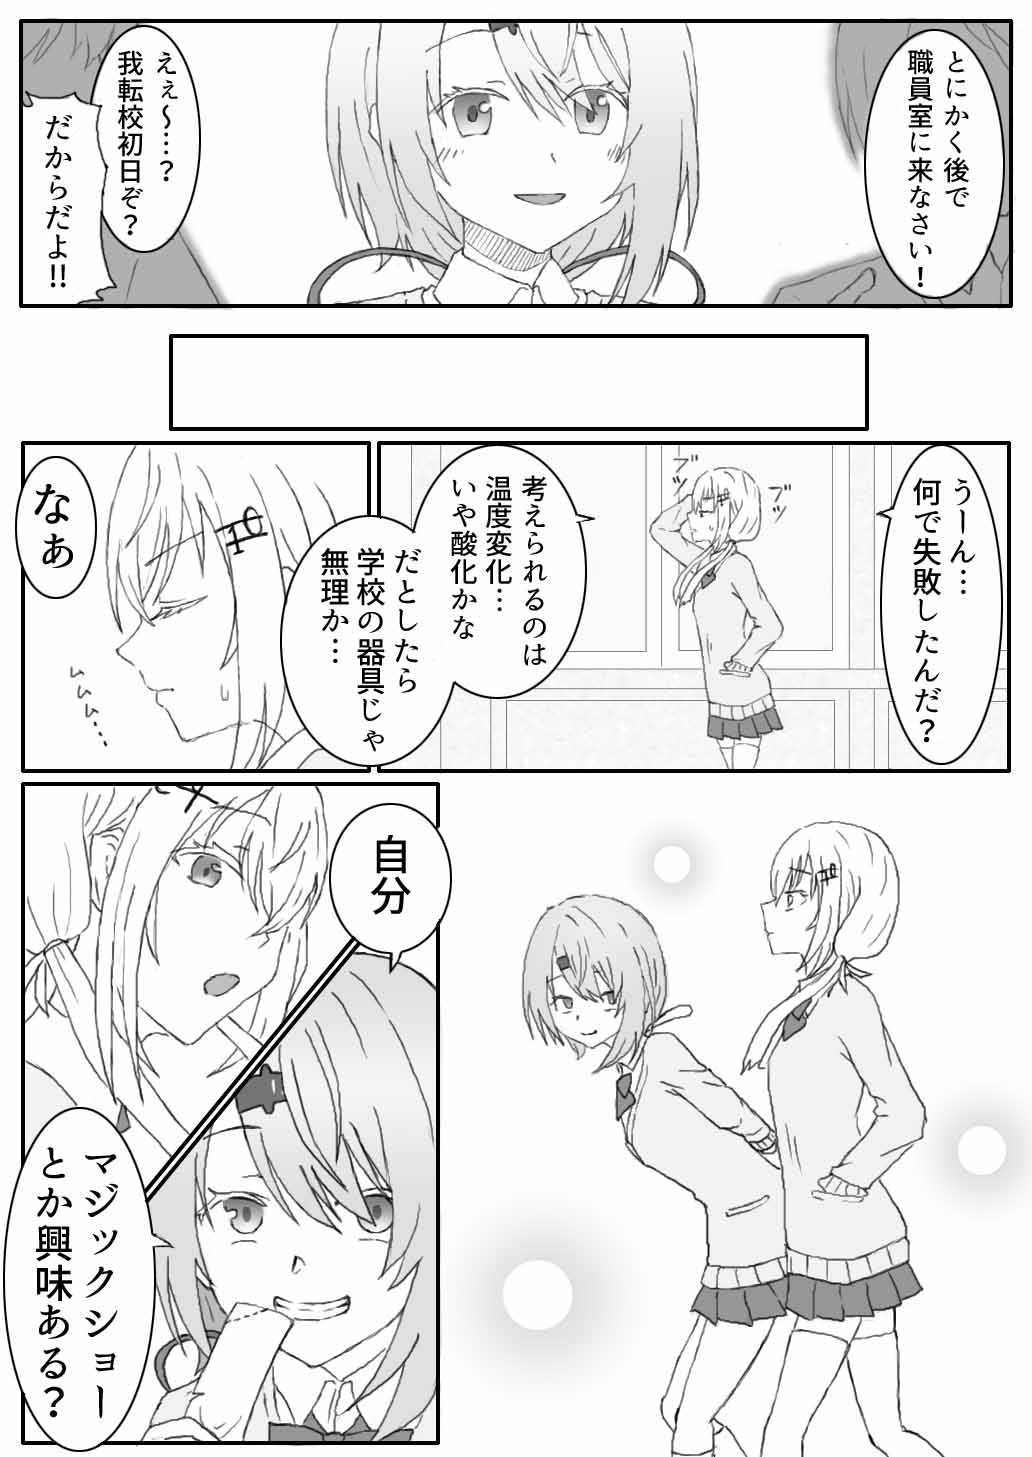 とにかく後で
職員室に来なさい！
えぇ〜…？
我転校初日ぞ？
だからだよ!!
うーん…
何で失敗したんだ？
ブツ
ブツ
考えられるのは
温度変化…
いや酸化かな
だとしたら
学校の器具じゃ
無理か…
なぁ
ムムム…
自分
マジックショー
とか興味ある？